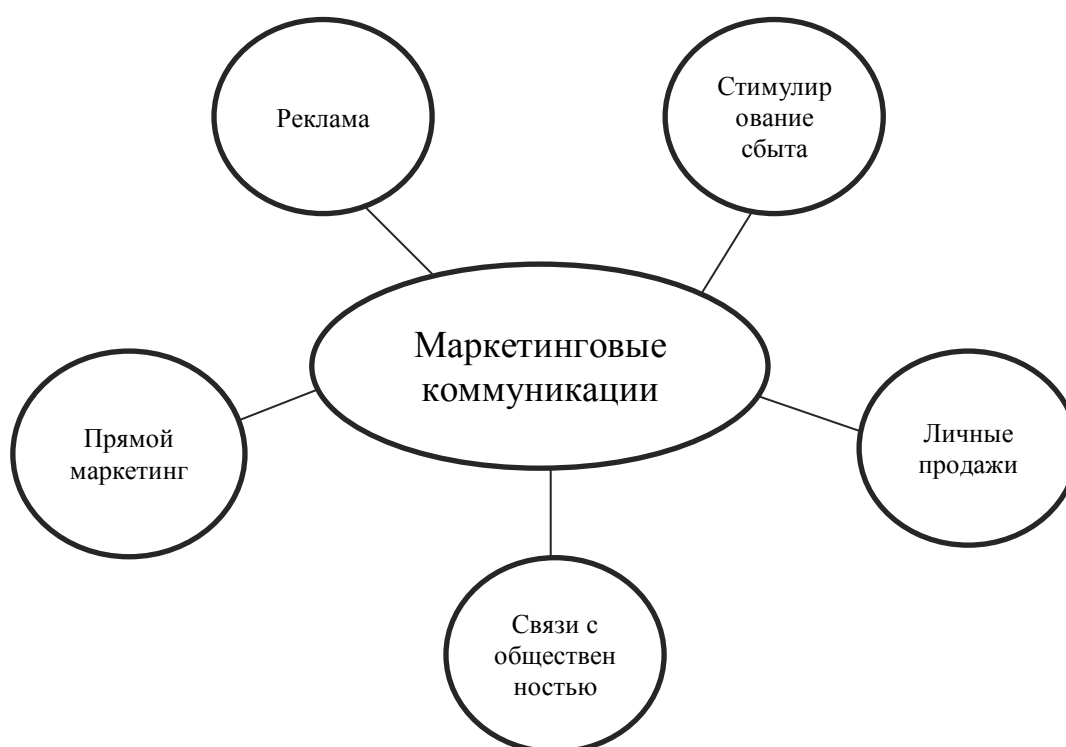 Реклама
Стимулир
ование
сбыта
Маркетинговые
коммуникации
Прямой
маркетинг
Личные
продажи
Связи с
обществен
ностью